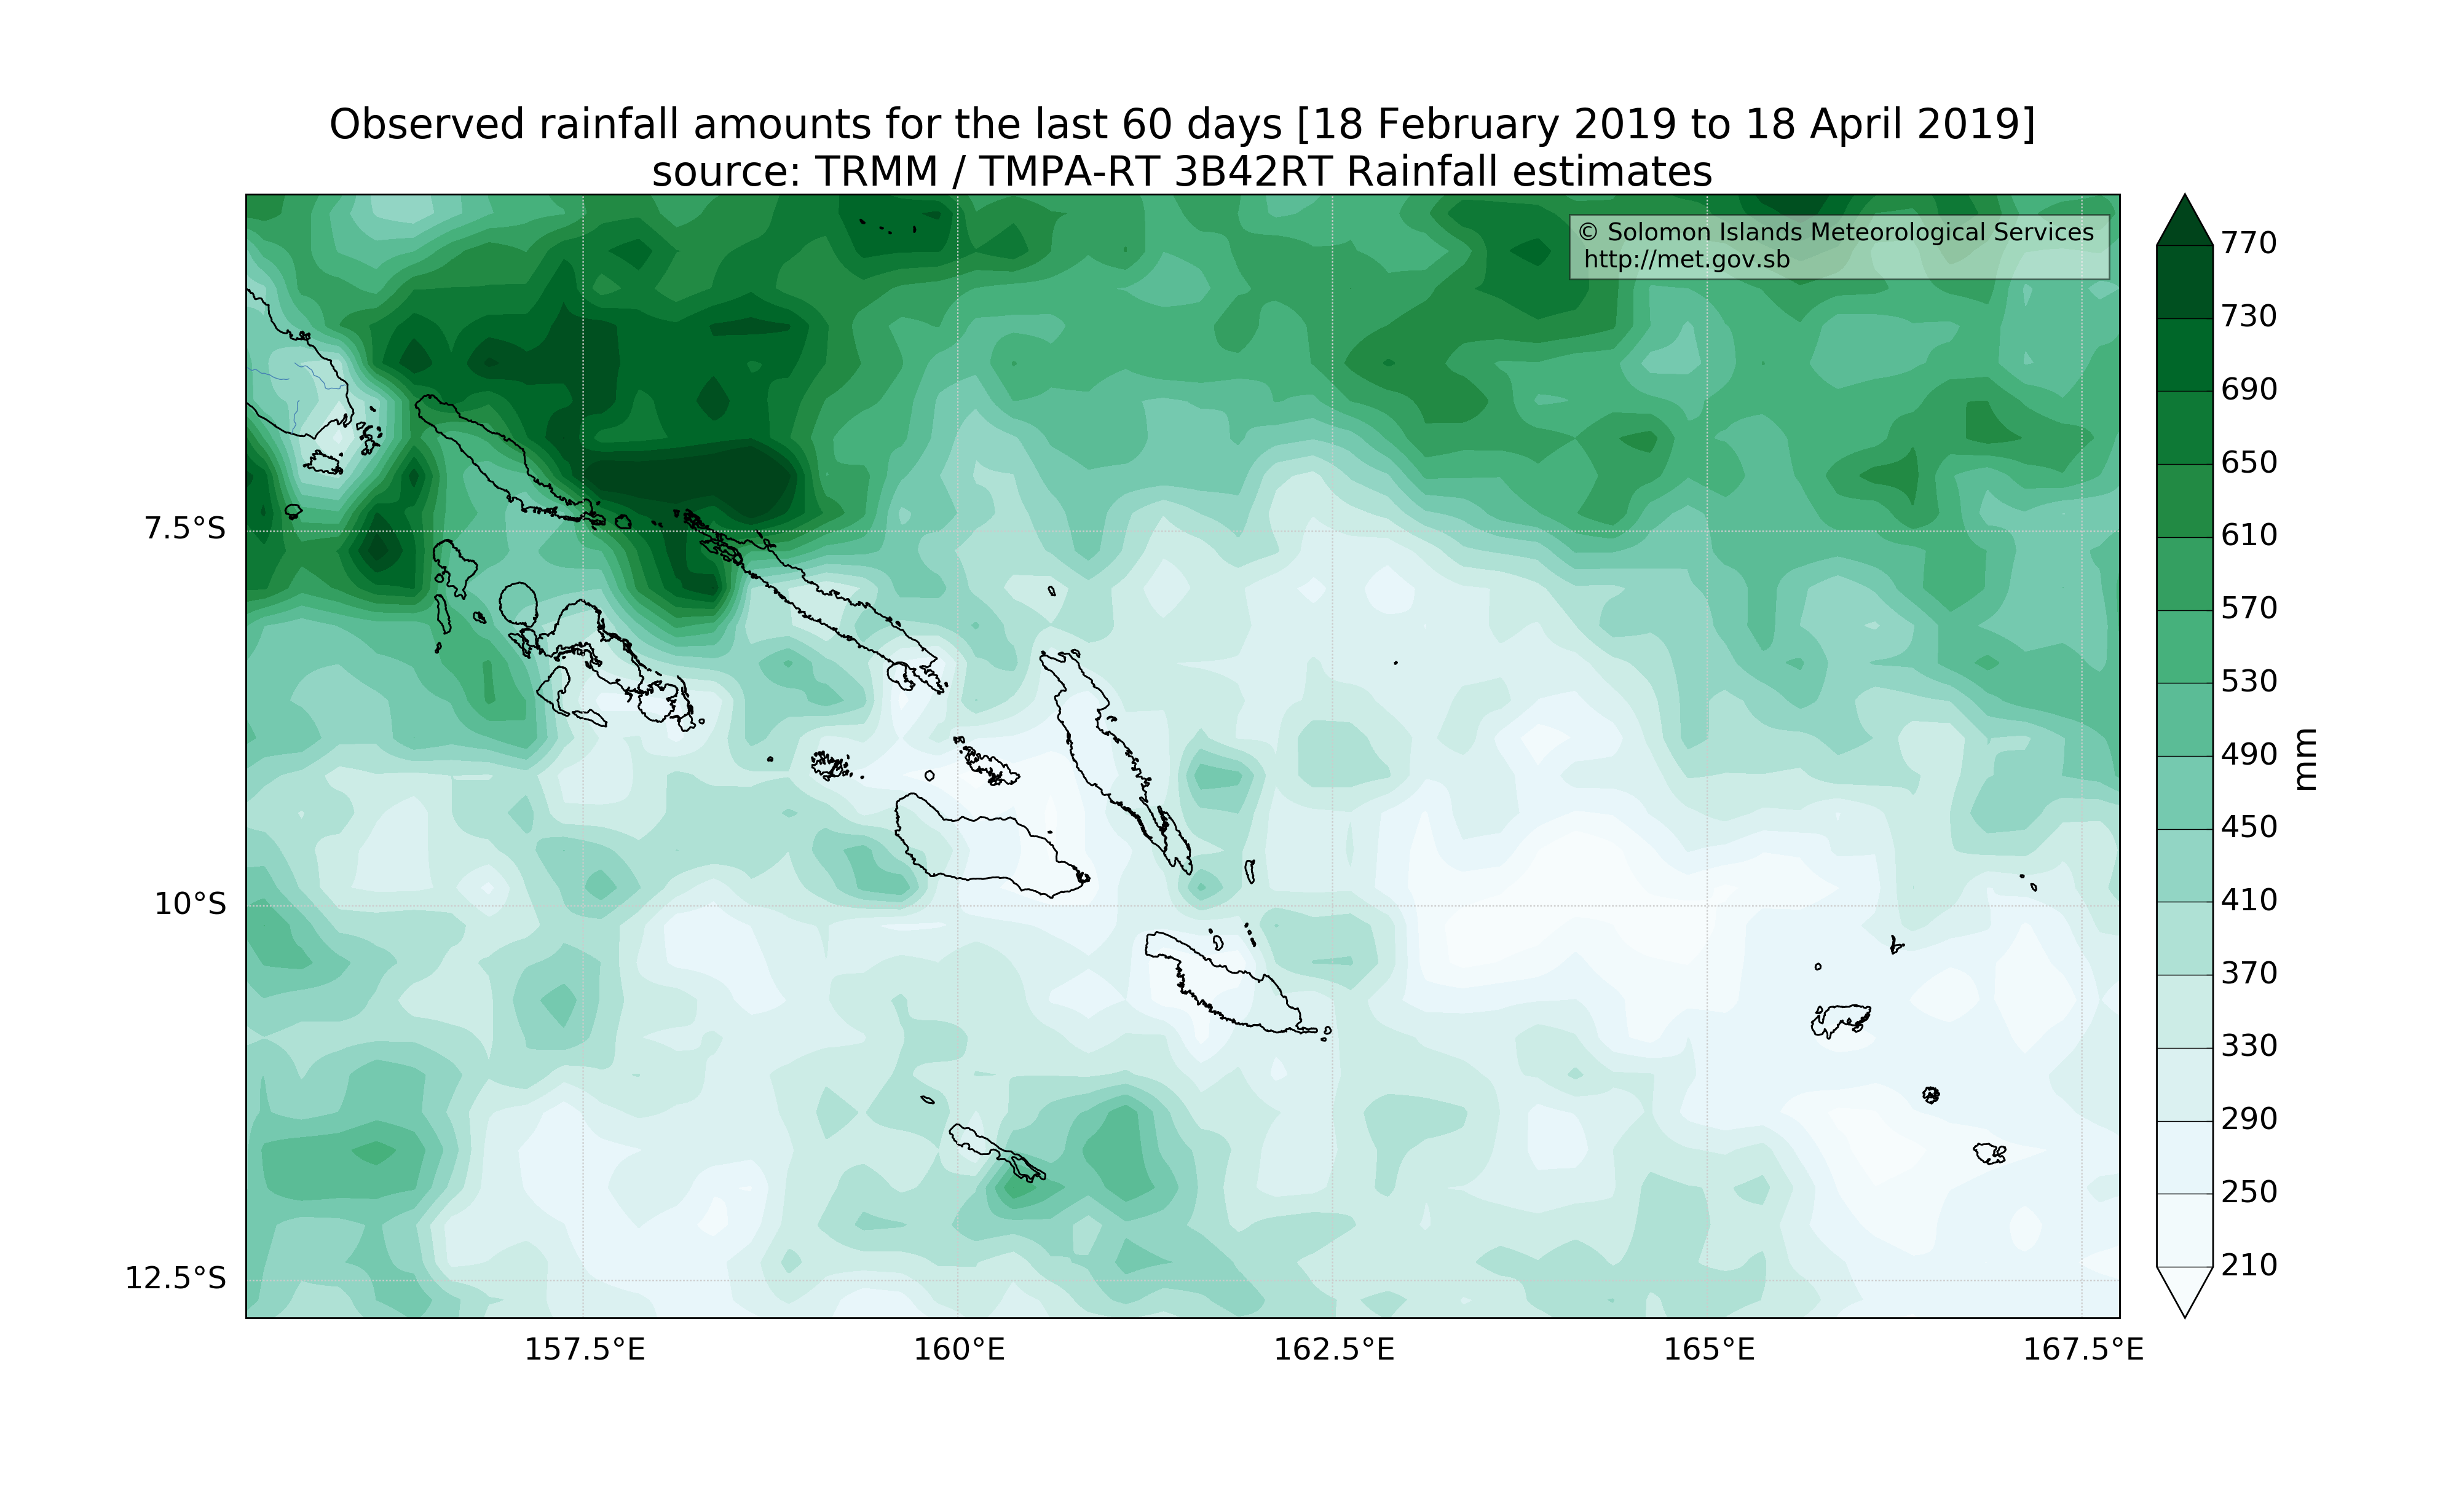 Observed rainfall amounts for the last 60 days [18 February 2019 to 18 April 2019]
source: TRMM / TMPA-RT 3B42RT Rainfall estimates
© Solomon Islands Meteorological Services
http://met.gov.sb
7.5°S
10°S
12.5°S
157.5°E
160°E
162.5°E
165°E
167.5°E
770
730
690
650
610
570
530
490
450
410
370
330
290
250
210
mm